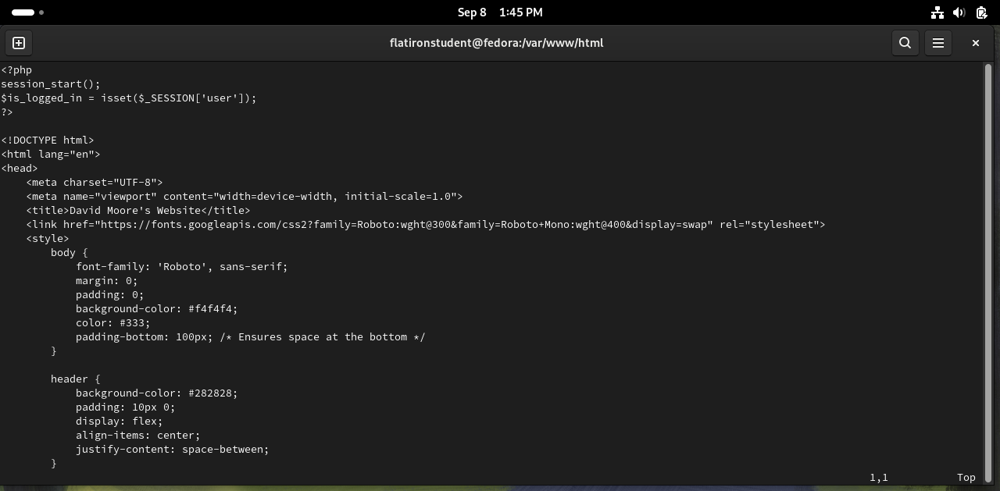 Sep 8 1:45 PM
flatironstudent@fedora:/var/www/html
<?php
session_start();
$is_logged_in = isset($_SESSION['user']);
?>

<!DOCTYPE html>
<html lang="en">
<head>
    <meta charset="UTF-8">
    <meta name="viewport" content="width=device-width, initial-scale=1.0">
    <title>David Moore's Website</title>
    <link href="https://fonts.googleapis.com/css2?family=Roboto:wght@300&family=Roboto+Mono:wght@400&display=swap" rel="stylesheet">
    <style>
        body {
            font-family: 'Roboto', sans-serif;
            margin: 0;
            padding: 0;
            background-color: #f4f4f4;
            color: #333;
            padding-bottom: 100px; /* Ensures space at the bottom */
        }

        header {
            background-color: #282828;
            padding: 10px 0;
            display: flex;
            align-items: center;
            justify-content: space-between;
        }
1,1 Top